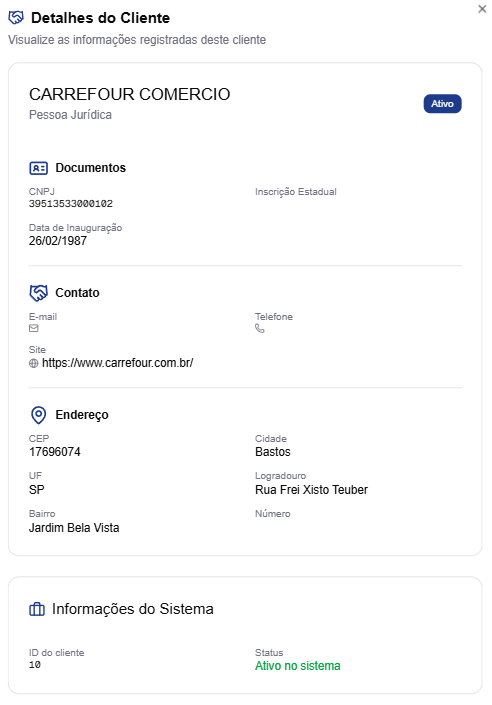 Detalhes do Cliente
Visualize as informações registradas deste cliente
CARREFOUR COMERCIO
Ativo
Pessoa Jurídica
Documentos
CNPJ Inscrição Estadual
39513533000102
Data de Inauguração
26/02/1987
Contato
E-mail Telefone
Site
https://www.carrefour.com.br/
Endereço
CEP Cidade
17696074 Bastos
UF Logradouro
SP Rua Frei Xisto Teuber
Bairro Número
Jardim Bela Vista
Informações do Sistema
ID do cliente Status
10 Ativo no sistema